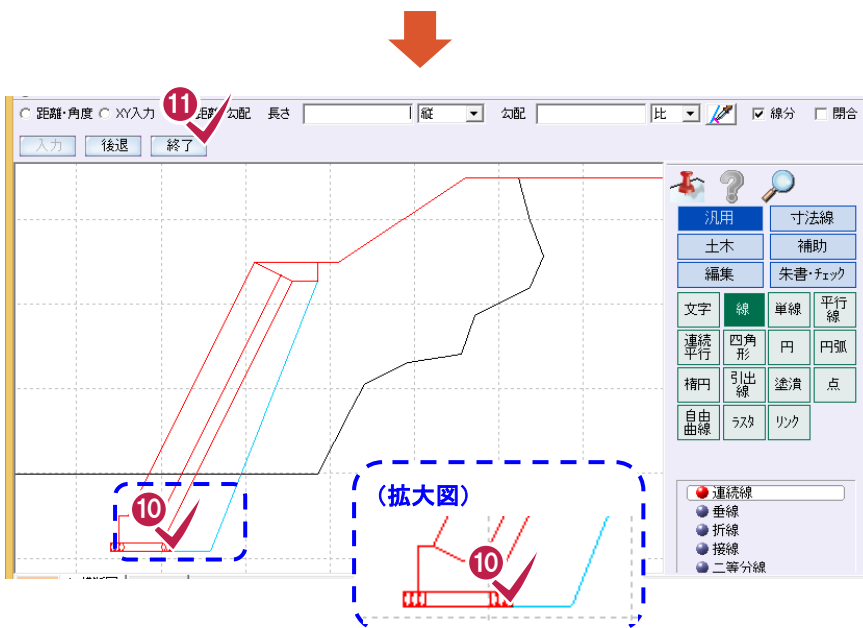 距離・角度 XY入力 距離・勾配 長さ 縦 勾配 比 線分 閉合
⑪
入力 後退 終了
汎用 寸法線
土木 補助
編集 朱書・チェック
文字 線 単線 平行線
連続平行 四角形 円 円弧
楕円 引出線 塗潰 点
自由曲線 ラスタ リンク
連続線
垂線
折線
接線
二等分線
⑩
(拡大図)
⑩